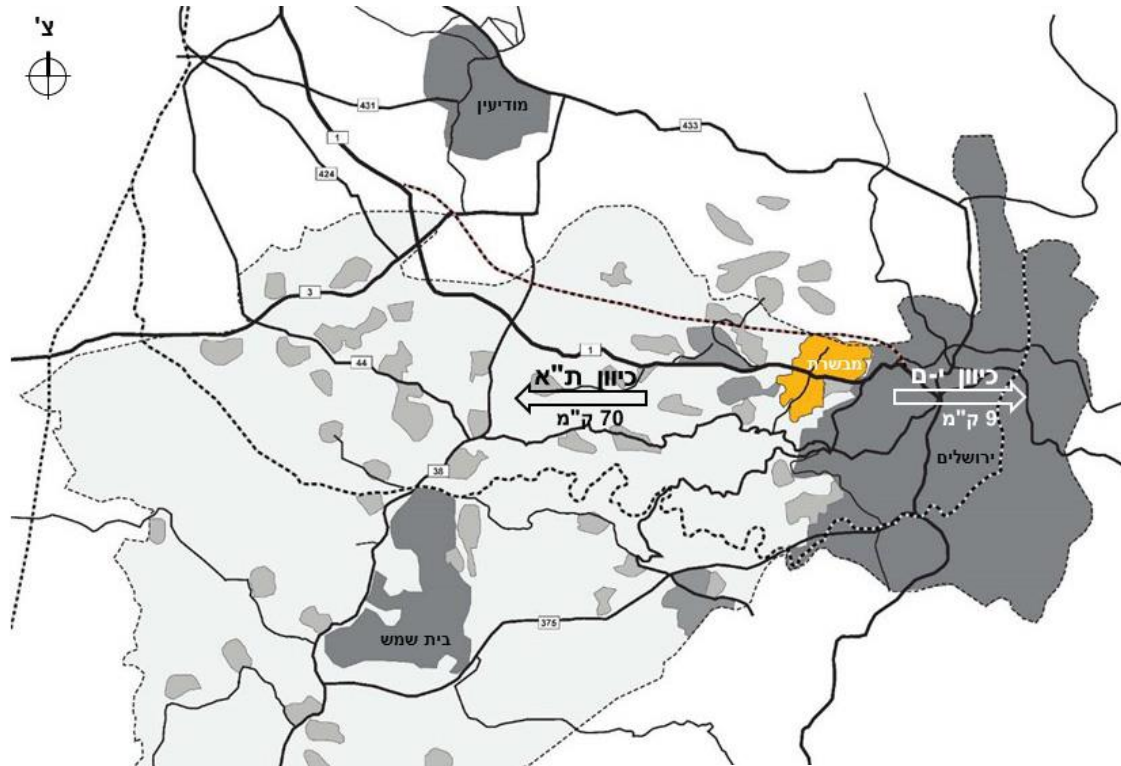 צ'
מודיעין
431
1
433
424
3
1
44
מבשרת
כיוון ת"א
70 ק"מ
כיוון י-ם
9 ק"מ
ירושלים
38
375
בית שמש